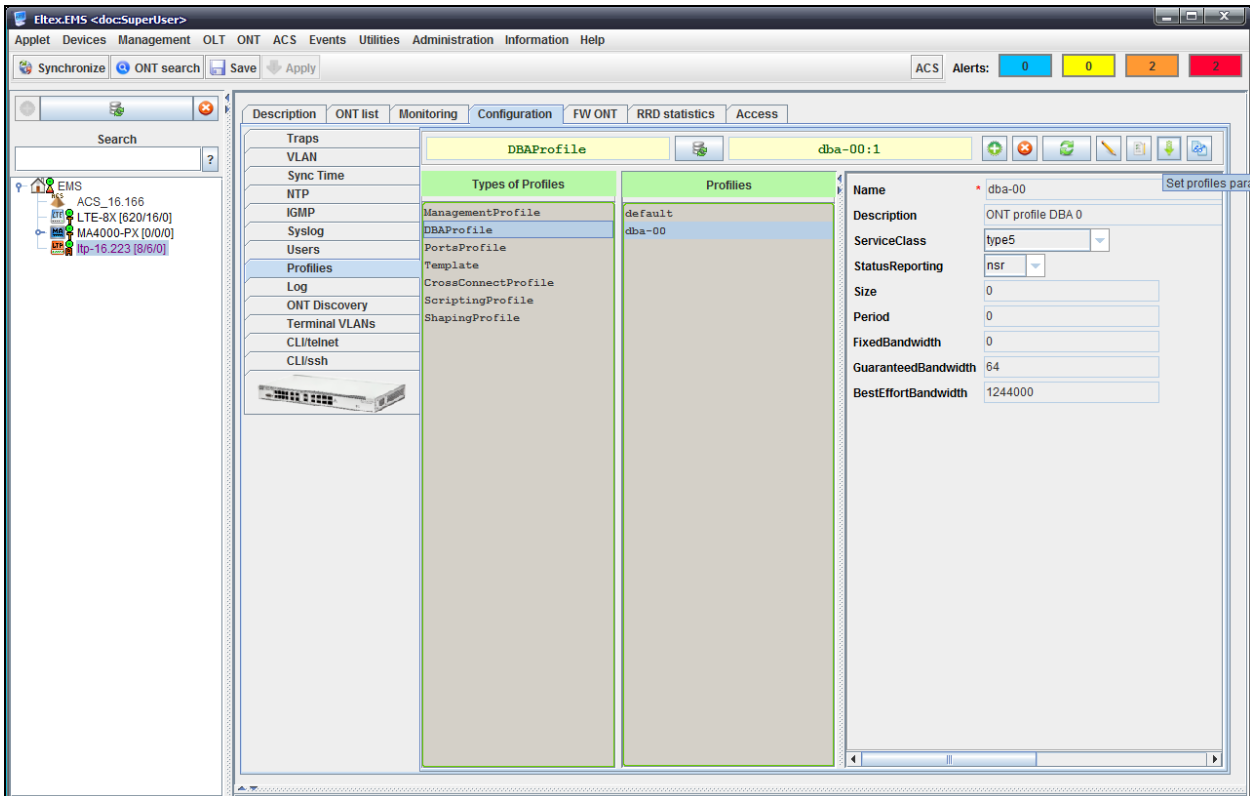 Eltex.EMS <doc:SuperUser>
Applet Devices Management OLT ONT ACS Events Utilities Administration Information Help
Synchronize ONT search Save Apply ACS Alerts: 0 0 2 2
Description ONT list Monitoring Configuration FW ONT RRD statistics Access
Search
?
EMS
ACS_16.166
LTE-8X [620/16/0]
MA4000-PX [0/0/0]
ltp-16.223 [8/6/0]
Traps
VLAN
Sync Time
NTP
IGMP
Syslog
Users
Profilies
Log
ONT Discovery
Terminal VLANs
CLI/telnet
CLI/ssh
DBAProfile dba-00:1
Types of Profiles
ManagementProfile
DBAProfile
PortsProfile
Template
CrossConnectProfile
ScriptingProfile
ShapingProfile
Profilies
default
dba-00
Set profiles para
Name * dba-00
Description ONT profile DBA 0
ServiceClass type5
StatusReporting nsr
Size 0
Period 0
FixedBandwidth 0
GuaranteedBandwidth 64
BestEffortBandwidth 1244000